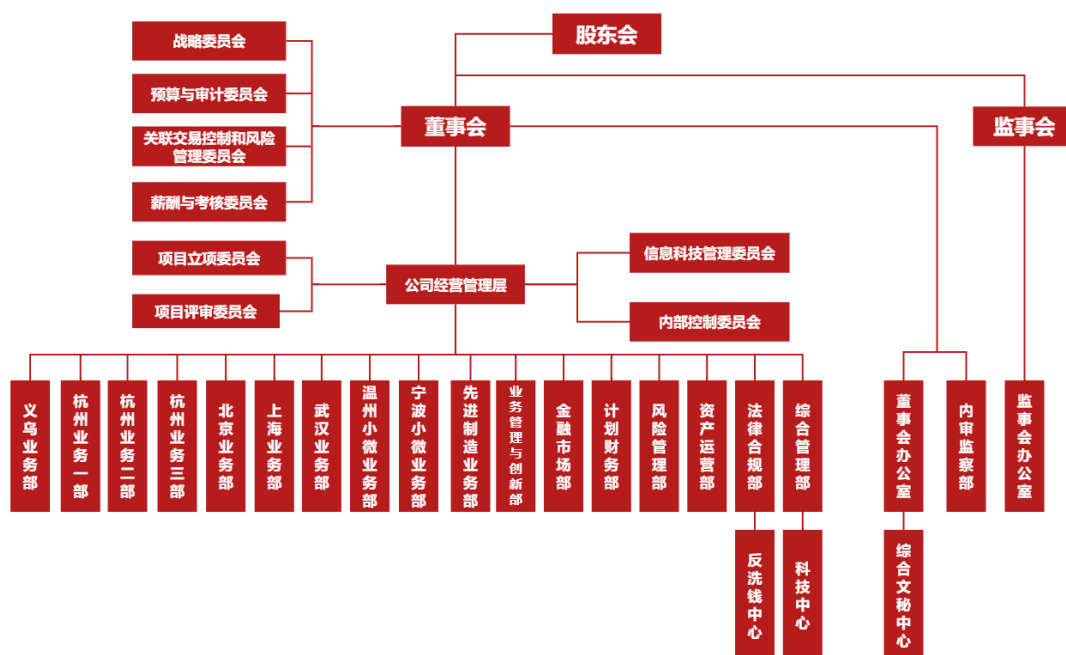 股东会
战略委员会
预算与审计委员会
董事会
监事会
关联交易控制和风险
管理委员会
薪酬与考核委员会
项目立项委员会
信息科技管理委员会
公司经营管理层
项目评审委员会
内部控制委员会
义乌业务部
杭州业务一部
杭州业务二部
杭州业务三部
北京业务部
上海业务部
武汉业务部
温州小微业务部
宁波小微业务部
先进制造业务部
业务管理与创新部
金融市场部
计划财务部
风险管理部
资产运营部
法律合规部
综合管理部
董事会办公室
内审监察部
监事会办公室
反洗钱中心
科技中心
综合文秘中心